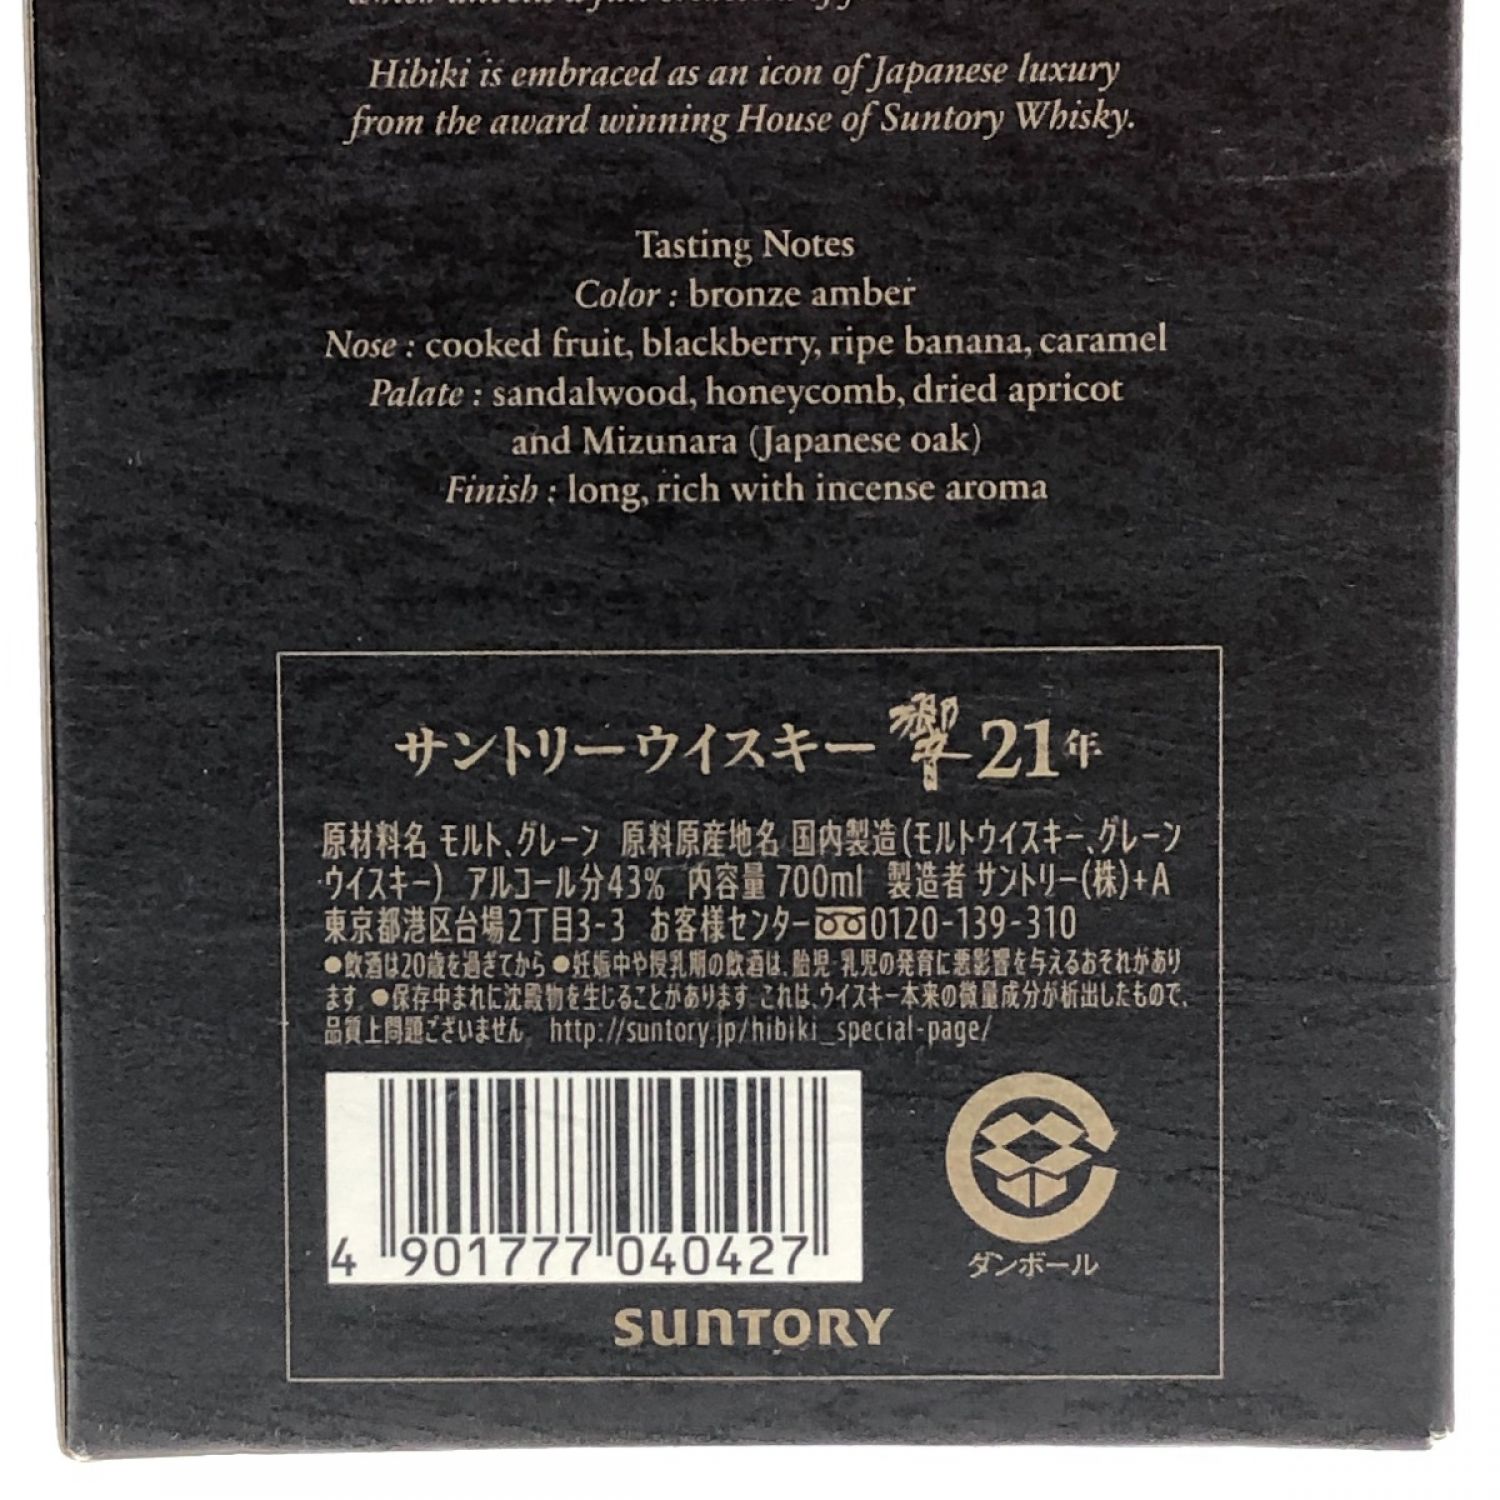 Hibiki is embraced as an icon of Japanese luxury
from the award winning House of Suntory Whisky.
Tasting Notes
Color : bronze amber
Nose : cooked fruit, blackberry, ripe banana, caramel
Palate : sandalwood, honeycomb, dried apricot
and Mizunara (Japanese oak)
Finish : long, rich with incense aroma
サントリーウイスキー 響 21年
原材料名 モルト、グレーン 原料原産地名 国内製造(モルトウイスキー、グレーン
ウイスキー) アルコール分43% 内容量 700ml 製造者 サントリー(株)+A
東京都港区台場2丁目3-3 お客様センター 0120-139-310
●飲酒は20歳を過ぎてから ●妊娠中や授乳期の飲酒は、胎児・乳児の発育に悪影響を与えるおそれがあり
ます ●保存中まれに沈殿物を生じることがあります これは、ウイスキー本来の微量成分が析出したもので、
品質上問題ございません http://suntory.jp/hibiki_special-page/
4 901777 040427
ダンボール
SUNTORY